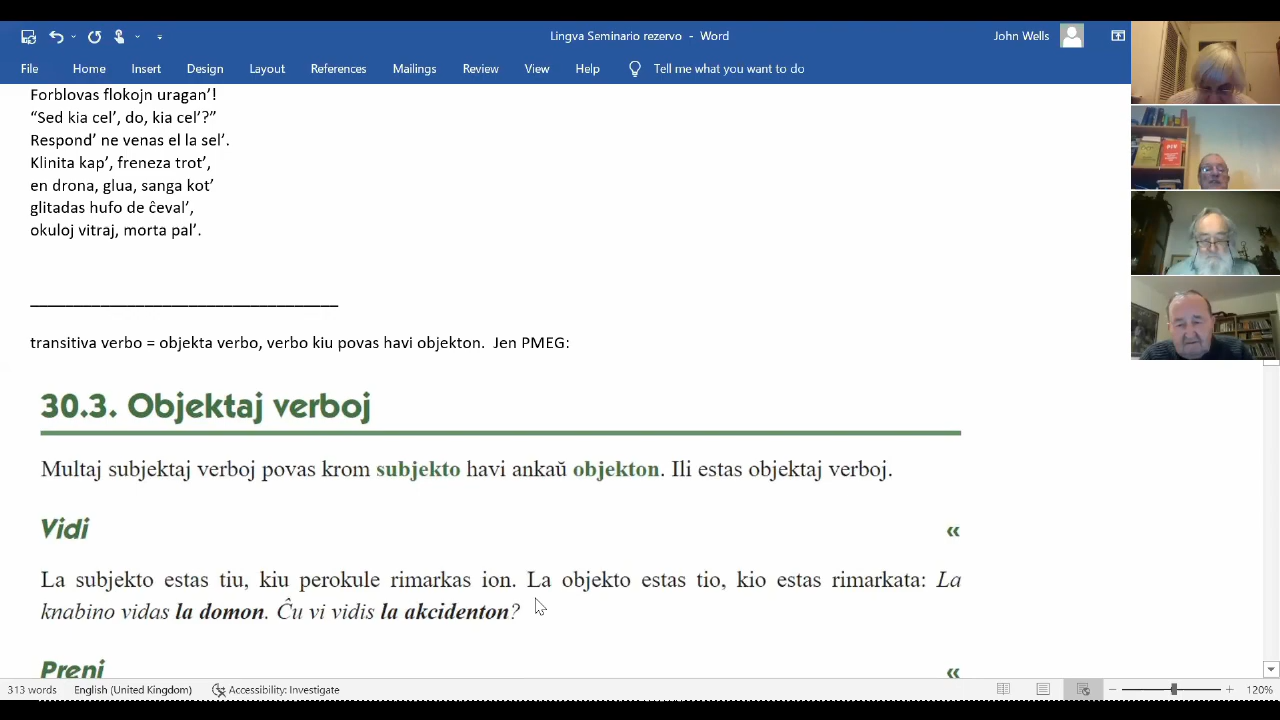 Lingva Seminario rezervo - Word
John Wells
File Home Insert Design Layout References Mailings Review View Help Tell me what you want to do
Forblovas flokojn uragan’!
“Sed kia cel’, do, kia cel’?”
Respond’ ne venas el la sel’.
Klinita kap’, freneza trot’,
en drona, glua, sanga kot’
glitadas hufo de ĉeval’,
okuloj vitraj, morta pal’.
___________________________________
transitiva verbo = objekta verbo, verbo kiu povas havi objekton. Jen PMEG:
30.3. Objektaj verboj
Multaj subjektaj verboj povas krom subjekto havi ankaŭ objekton. Ili estas objektaj verboj.
Vidi «
La subjekto estas tiu, kiu perokule rimarkas ion. La objekto estas tio, kio estas rimarkata: La
knabino vidas la domon. Ĉu vi vidis la akcidenton?
Preni «
313 words English (United Kingdom) Accessibility: Investigate 120%